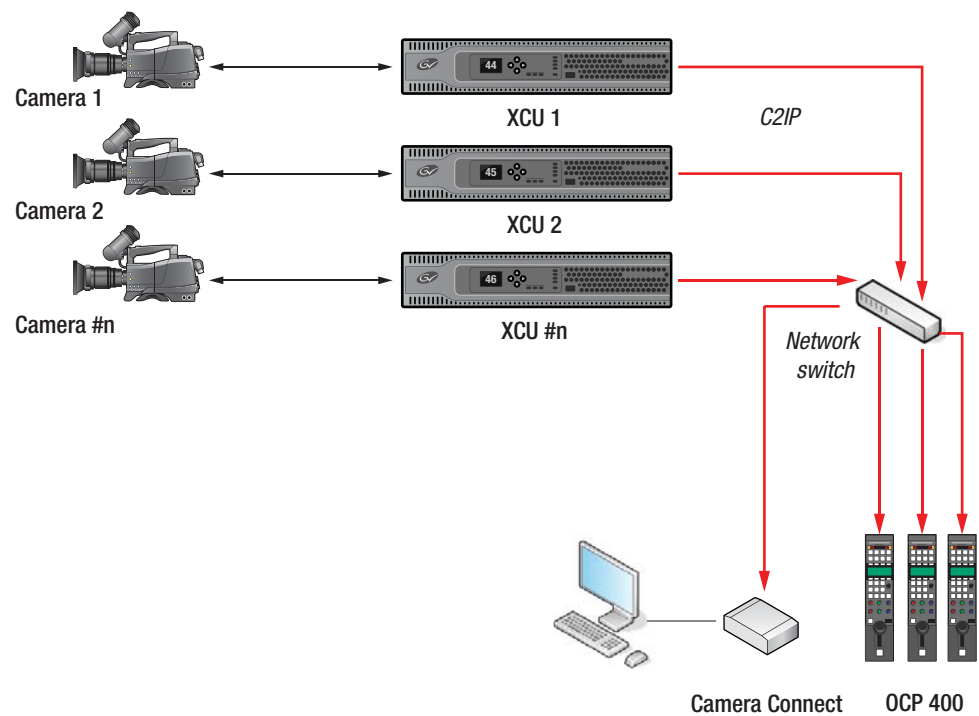 Camera 1
44
XCU 1
C2IP
Camera 2
45
XCU 2
Camera #n
46
XCU #n
Network
switch
Camera Connect
OCP 400